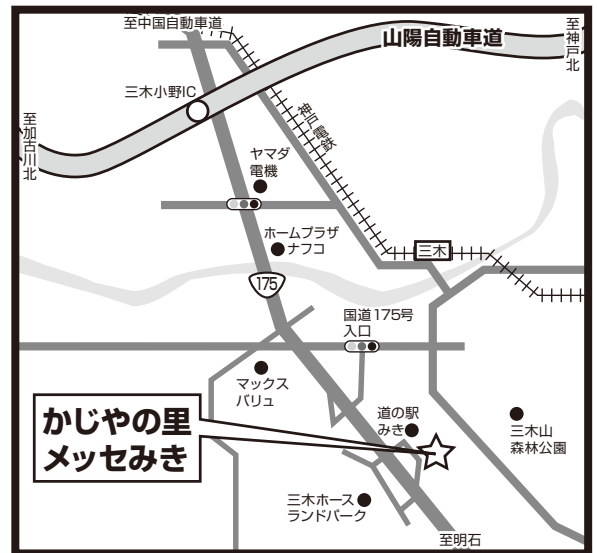 至中国自動車道
山陽自動車道
至神戸北
三木小野IC
至加古川北
神戸電鉄
ヤマダ
電機
ホームプラザ
ナフコ
三木
175
国道175号
入口
マックス
バリュ
道の駅
みき
かじやの里
メッセみき
三木山
森林公園
三木ホース
ランドパーク
至明石